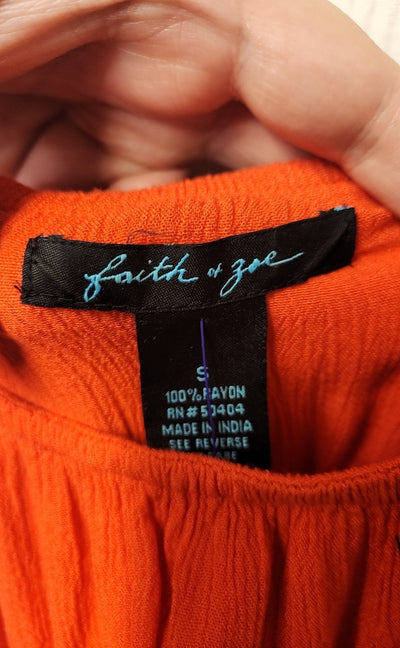 faith & zoe
S
100% RAYON
RN # 50404
MADE IN INDIA
SEE REVERSE